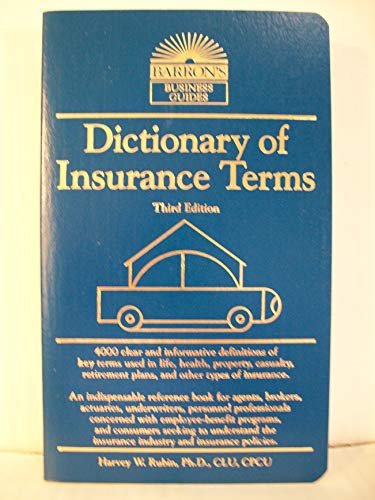 BARRON'S
BUSINESS
GUIDES
Dictionary of
Insurance Terms
Third Edition
4000 clear and informative definitions of
key terms used in life, health, property, casualty,
retirement plans, and other types of insurance.
An indispensable reference book for agents, brokers,
actuaries, underwriters, personnel professionals
concerned with employee-benefit programs,
and consumers seeking to understand the
insurance industry and insurance policies.
Harvey W. Rubin, Ph.D., CLU, CPCU